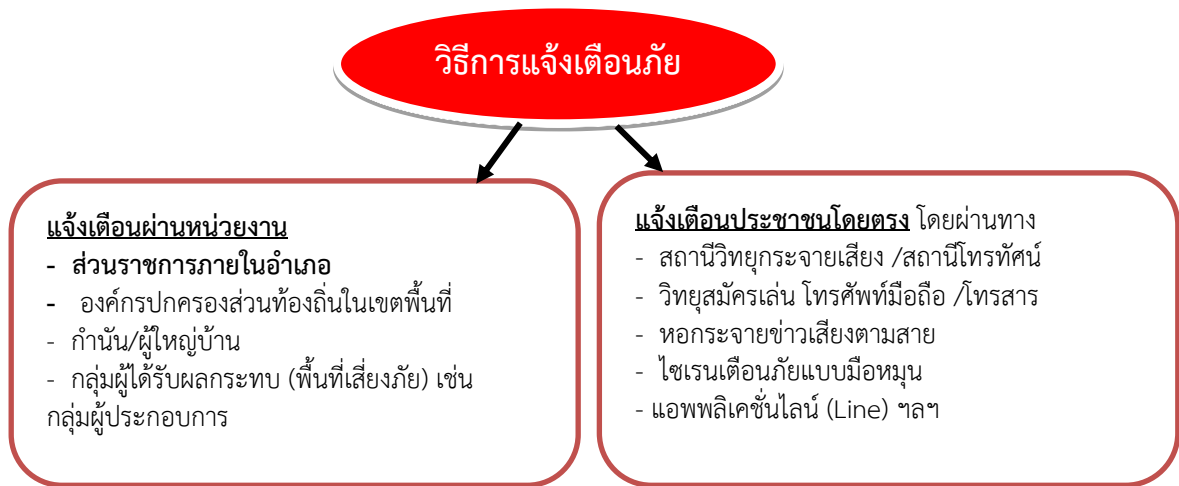 วิธีการแจ้งเตือนภัย
แจ้งเตือนผ่านหน่วยงาน
- ส่วนราชการภายในอำเภอ
- องค์กรปกครองส่วนท้องถิ่นในเขตพื้นที่
- กำนัน/ผู้ใหญ่บ้าน
- กลุ่มผู้ได้รับผลกระทบ (พื้นที่เสี่ยงภัย) เช่น
กลุ่มผู้ประกอบการ
แจ้งเตือนประชาชนโดยตรง โดยผ่านทาง
- สถานีวิทยุกระจายเสียง /สถานีโทรทัศน์
- วิทยุสมัครเล่น โทรศัพท์มือถือ /โทรสาร
- หอกระจายข่าวเสียงตามสาย
- ไซเรนเตือนภัยแบบมือหมุน
- แอพพลิเคชั่นไลน์ (Line) ฯลฯ